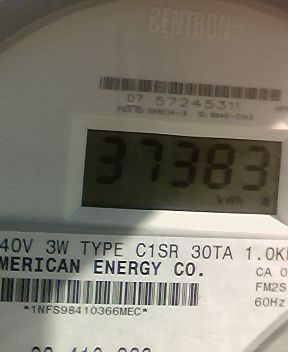 CENTRON
07 57245311
37383
kWh
40V 3W TYPE C1SR 30TA 1.0K
MERICAN ENERGY CO.
CA 0
FM2S
60Hz
*1NFS98410366MEC*